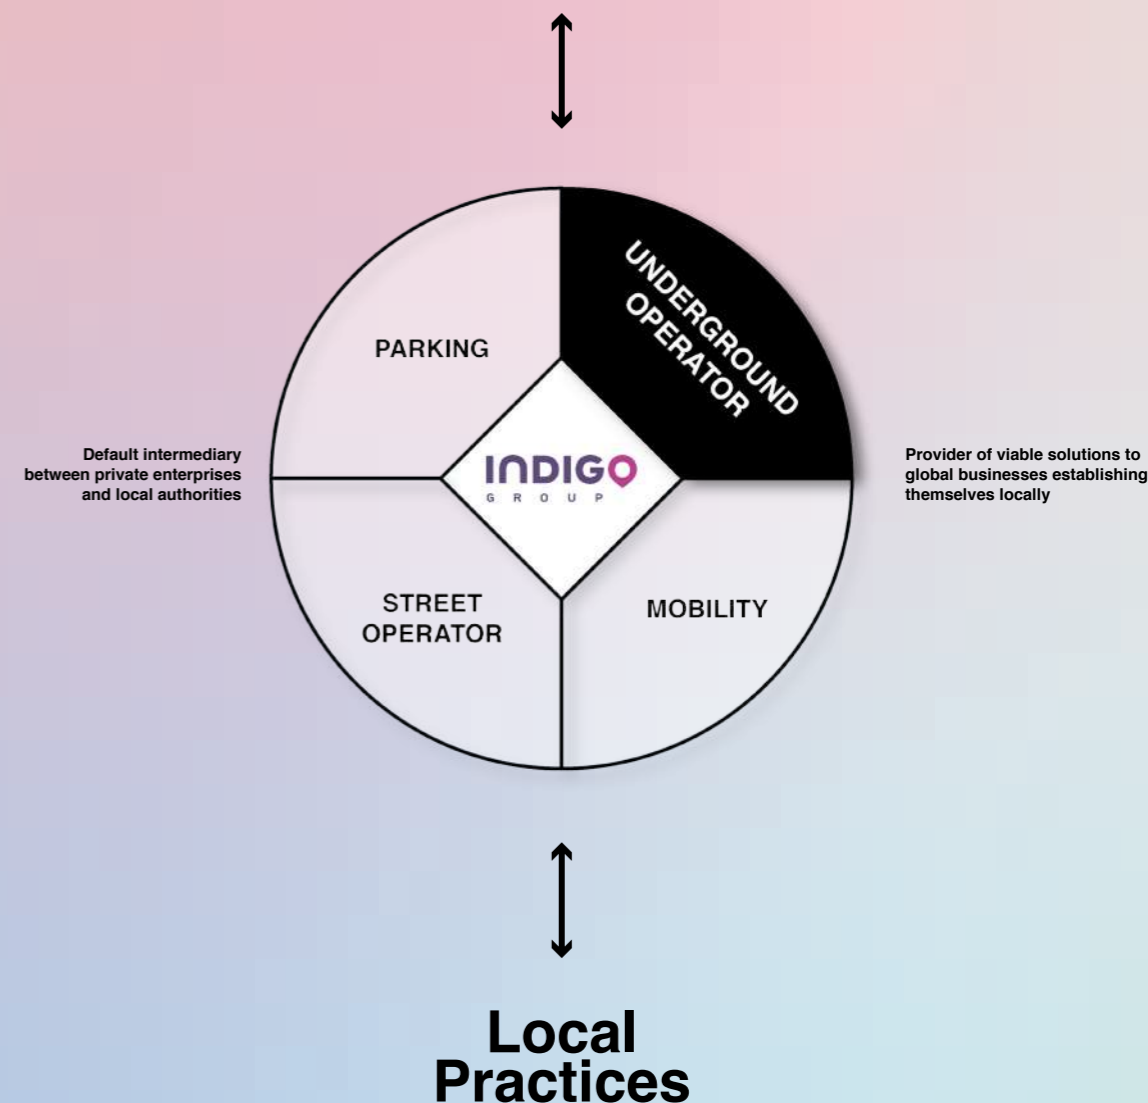 UNDERGROUND
OPERATOR
PARKING
Default intermediary
between private enterprises
and local authorities
INDIGO
GROUP
Provider of viable solutions to
global businesses establishing
themselves locally
STREET
OPERATOR
MOBILITY
Local
Practices